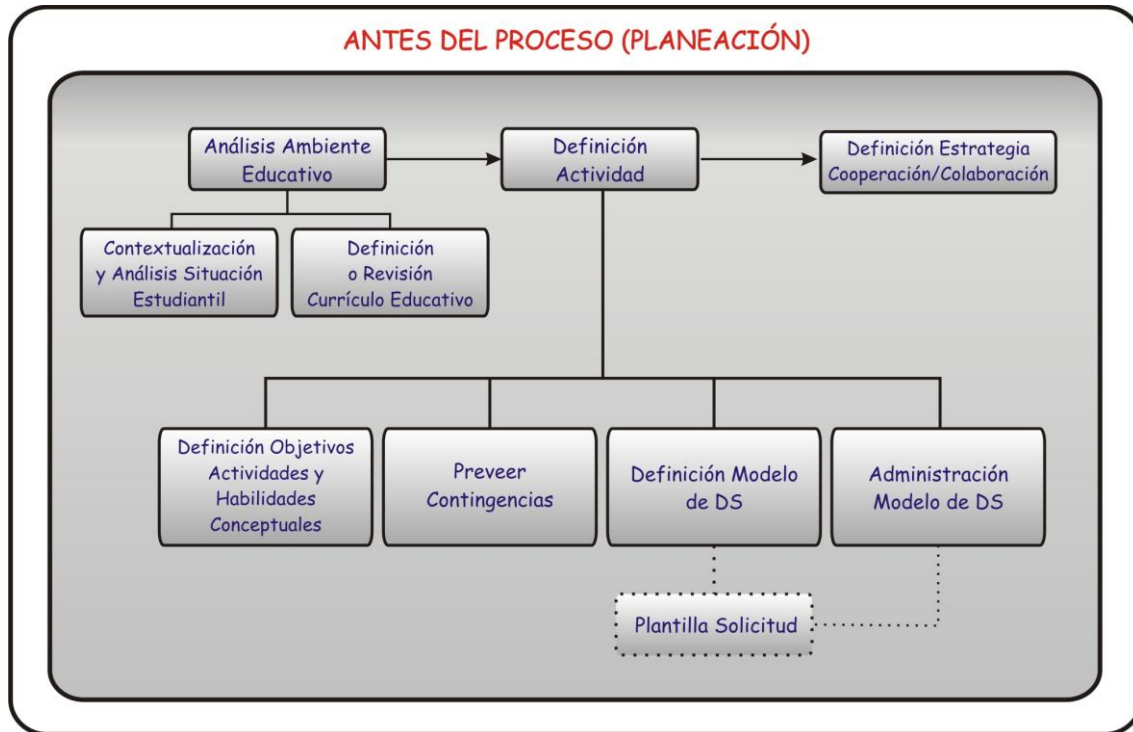 ANTES DEL PROCESO (PLANEACIÓN)
Análisis Ambiente
Educativo
Definición
Actividad
Definición Estrategia
Cooperación/Colaboración
Contextualización
y Análisis Situación
Estudiantil
Definición
o Revisión
Currículo Educativo
Definición Objetivos
Actividades y
Habilidades
Conceptuales
Preveer
Contingencias
Definición Modelo
de DS
Administración
Modelo de DS
Plantilla Solicitud